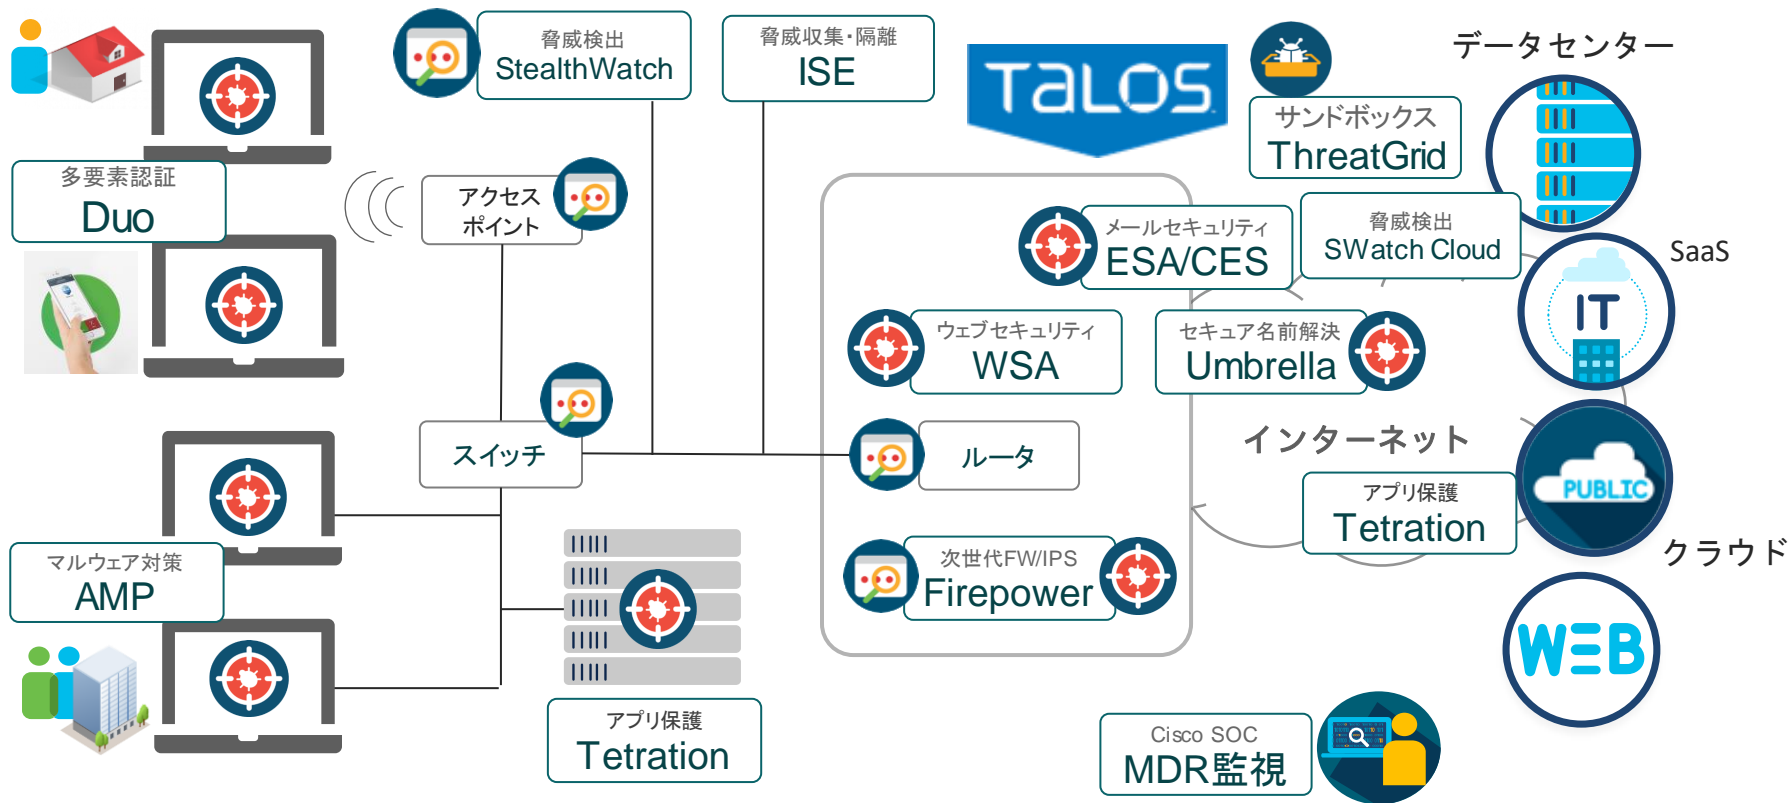 脅威検出
StealthWatch
脅威収集・隔離
ISE
TALOS
サンドボックス
ThreatGrid
データセンター
多要素認証
Duo
アクセス
ポイント
メールセキュリティ
ESA/CES
脅威検出
SWatch Cloud
SaaS
IT
ウェブセキュリティ
WSA
セキュア名前解決
Umbrella
スイッチ
ルータ
インターネット
アプリ保護
Tetration
PUBLIC
クラウド
マルウェア対策
AMP
次世代FW/IPS
Firepower
WEB
アプリ保護
Tetration
Cisco SOC
MDR監視